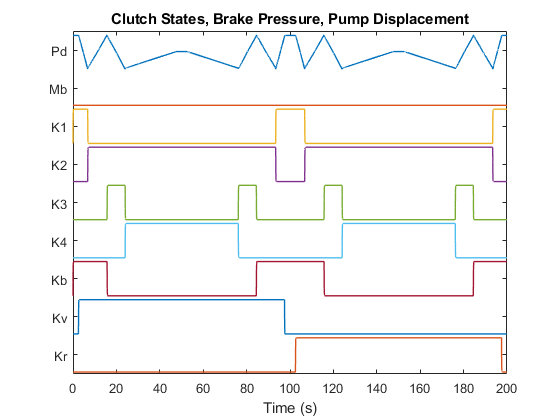 Clutch States, Brake Pressure, Pump Displacement
Pd
Mb
K1
K2
K3
K4
Kb
Kv
Kr
0 20 40 60 80 100 120 140 160 180 200
Time (s)